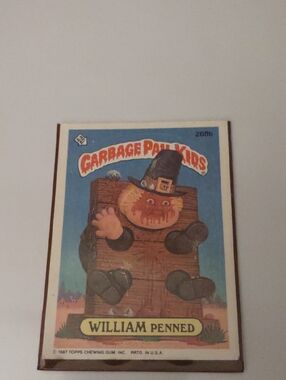 268b
GARBAGE PAIL KIDS
WILLIAM PENNED
© 1987 TOPPS CHEWING GUM, INC. PRTD. IN U.S.A.